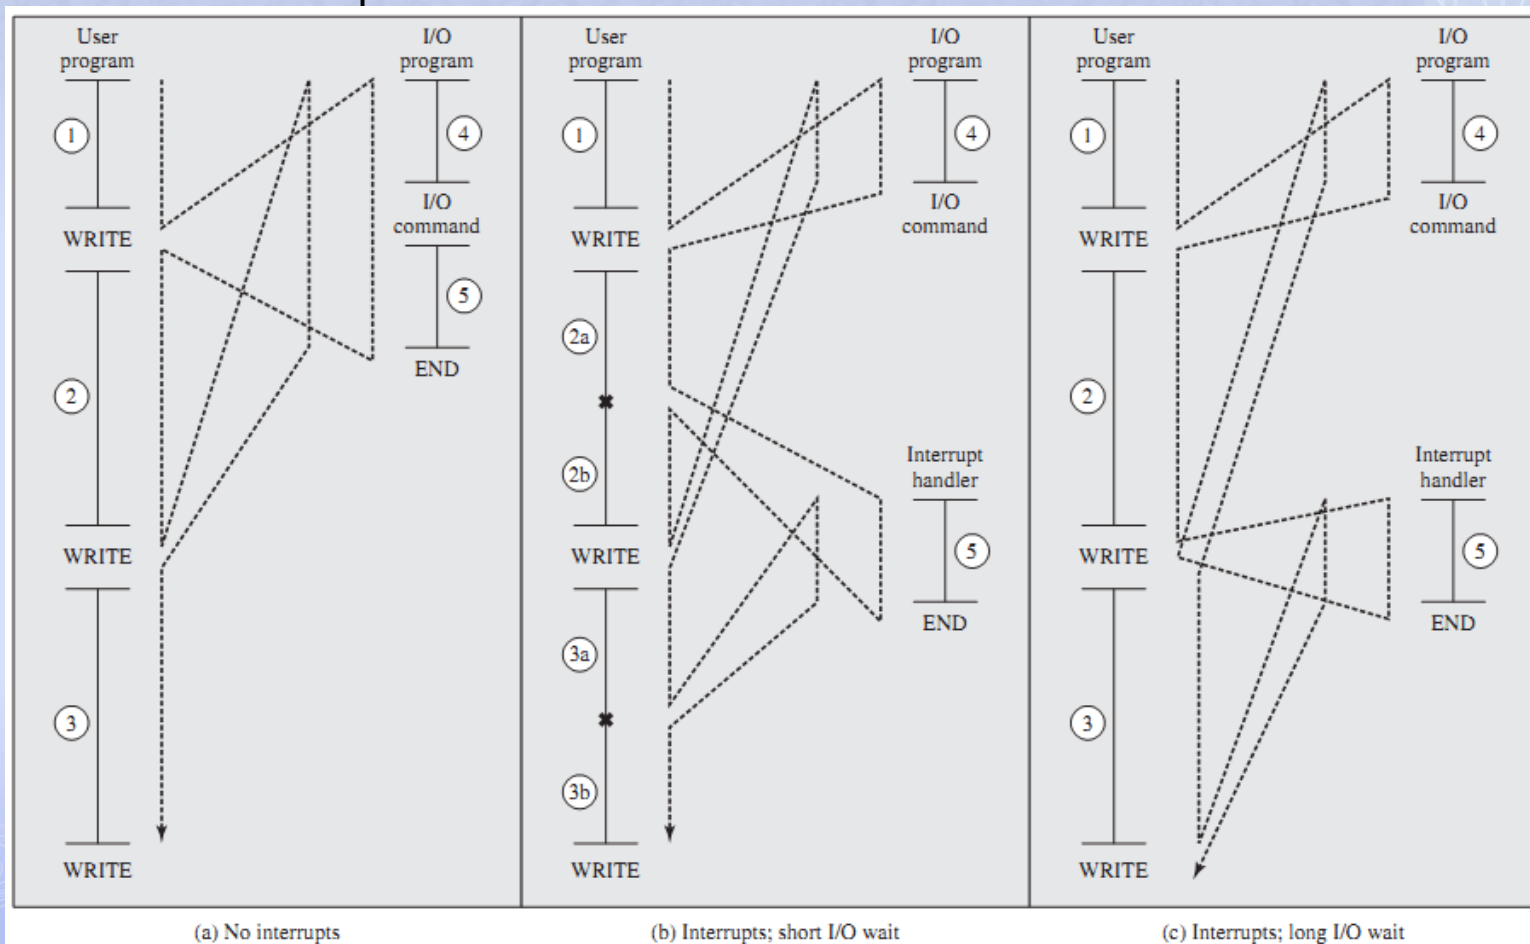 User
program
I/O
program
1
4
WRITE
I/O
command
5
END
2
WRITE
3
WRITE
(a) No interrupts
User
program
I/O
program
1
4
WRITE
I/O
command
2a
2b
Interrupt
handler
5
WRITE
END
3a
3b
WRITE
(b) Interrupts; short I/O wait
User
program
I/O
program
1
4
WRITE
I/O
command
2
Interrupt
handler
5
WRITE
END
3
WRITE
(c) Interrupts; long I/O wait